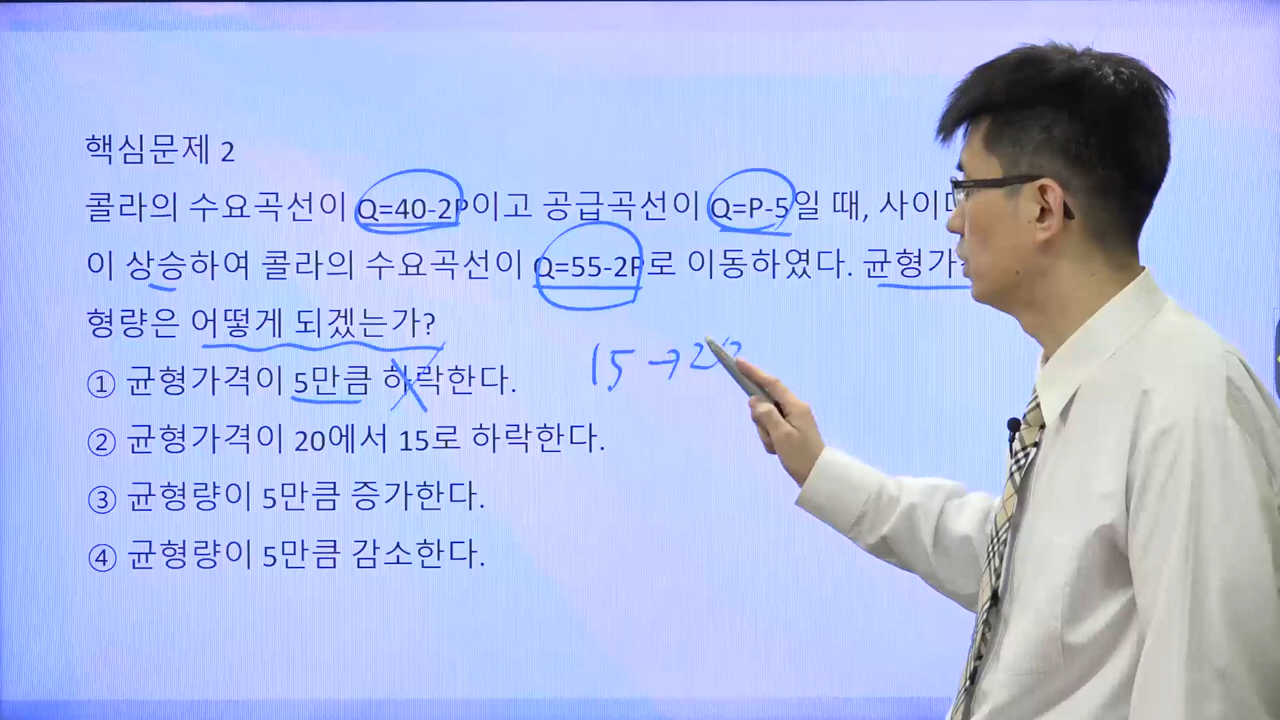 핵심문제 2
콜라의 수요곡선이 Q=40-2P이고 공급곡선이 Q=P-5일 때,
이 상승하여 콜라의 수요곡선이 Q=55-2P로 이동하였다.
형량은 어떻게 되겠는가?
① 균형가격이 5만큼 하락한다.
15→20
② 균형가격이 20에서 15로 하락한다.
③ 균형량이 5만큼 증가한다.
④ 균형량이 5만큼 감소한다.